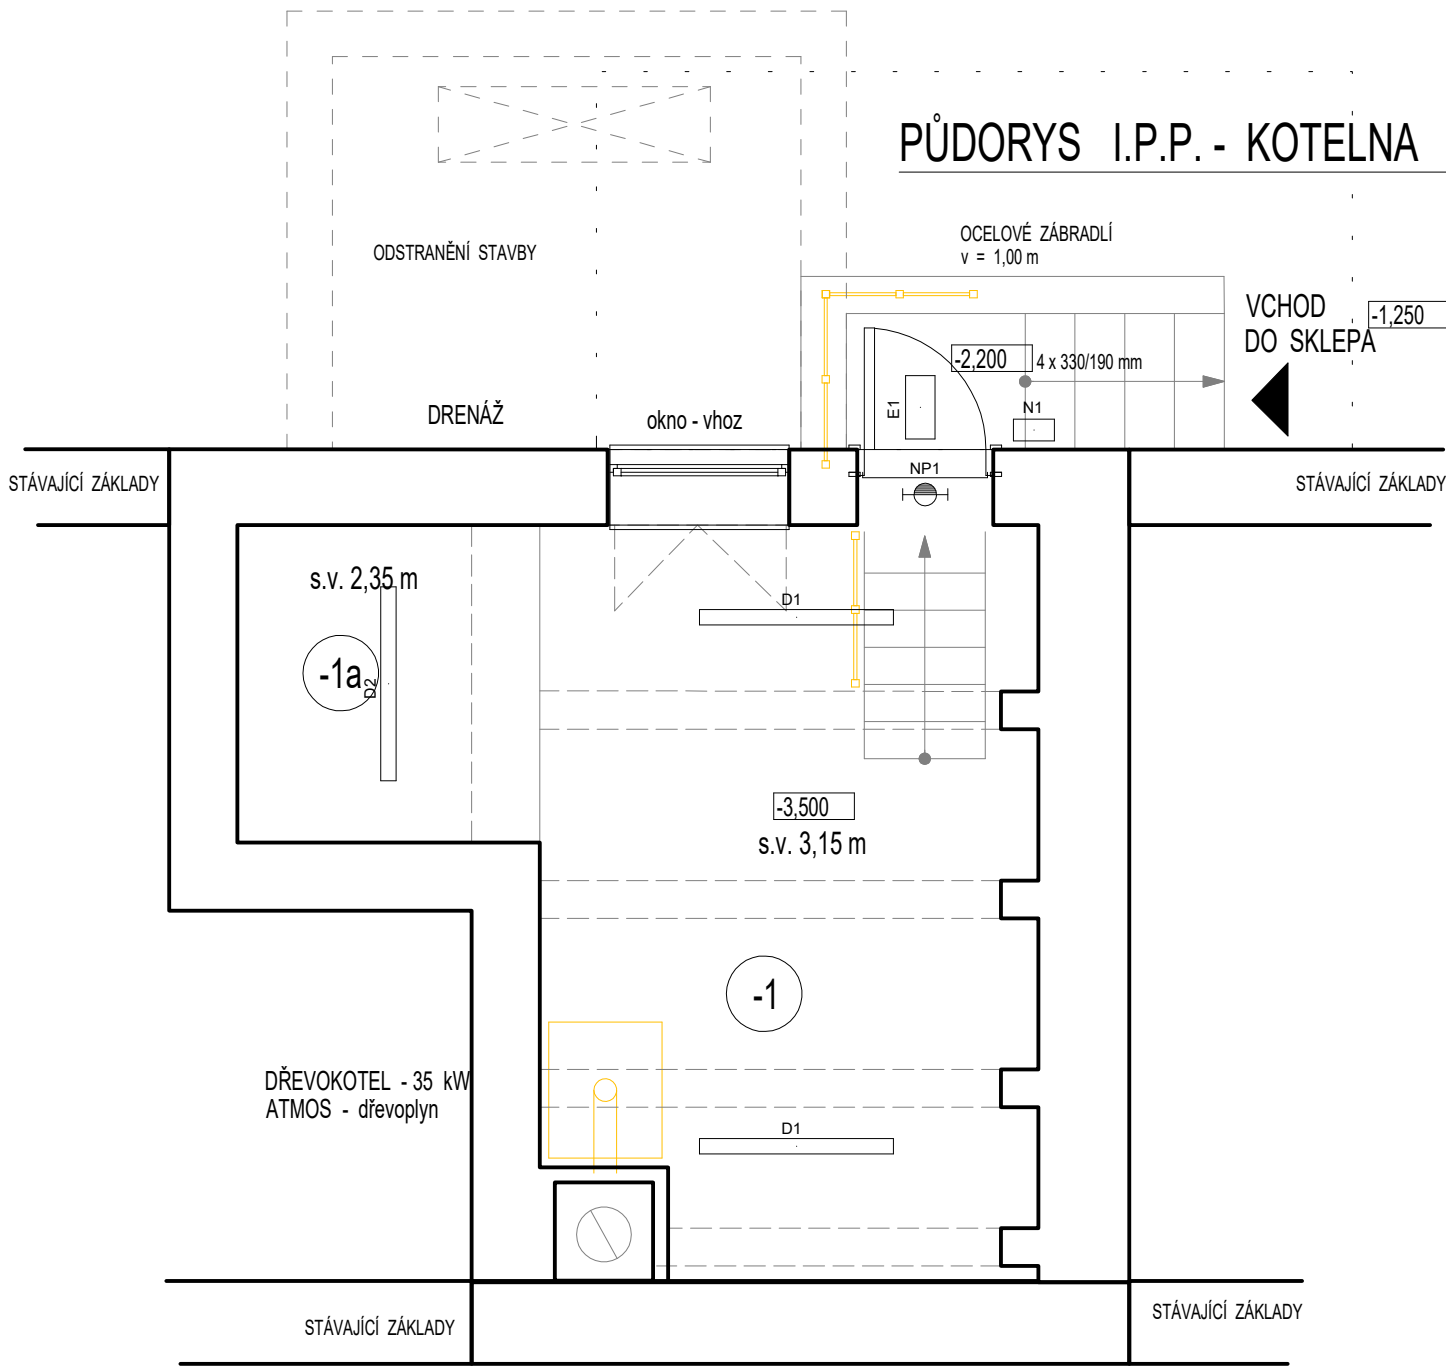 PŮDORYS I.P.P. - KOTELNA
OCELOVÉ ZÁBRADLÍ
v = 1,00 m
ODSTRANĚNÍ STAVBY
VCHOD
DO SKLEPA
-1,250
-2,200
4 x 330/190 mm
E1
N1
DRENÁŽ
okno - vhoz
NP1
STÁVAJÍCÍ ZÁKLADY
STÁVAJÍCÍ ZÁKLADY
s.v. 2,35 m
D1
-1a
D2
-3,500
s.v. 3,15 m
-1
DŘEVOKOTEL - 35 kW
ATMOS - dřevoplyn
D1
STÁVAJÍCÍ ZÁKLADY
STÁVAJÍCÍ ZÁKLADY